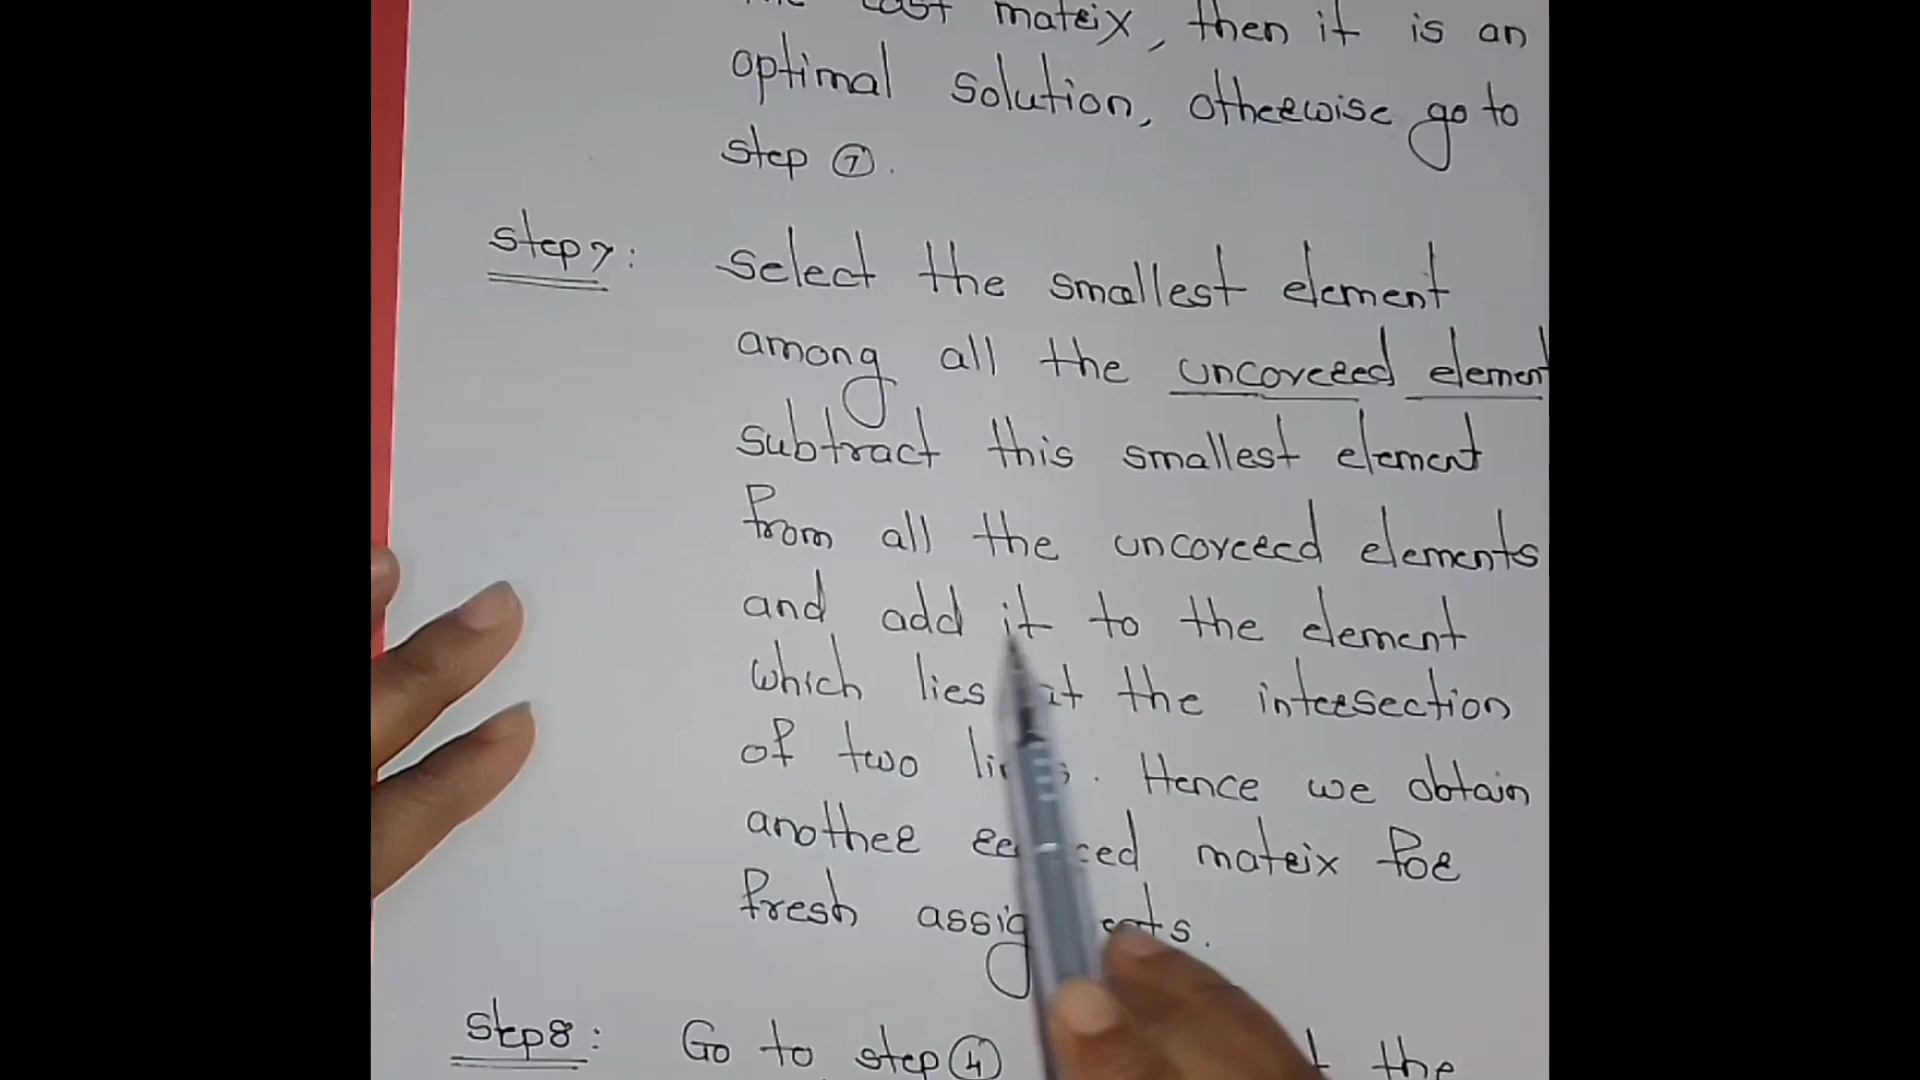 matrix, then it is an
optimal solution, otherwise go to
step 7.
step 7: select the smallest element
among all the uncovered element
subtract this smallest element
from all the uncovered elements
and add it to the element
which lies at the intersection
of two lines. Hence we obtain
another reduced matrix for
fresh assignments.
step 8: Go to step 4 the